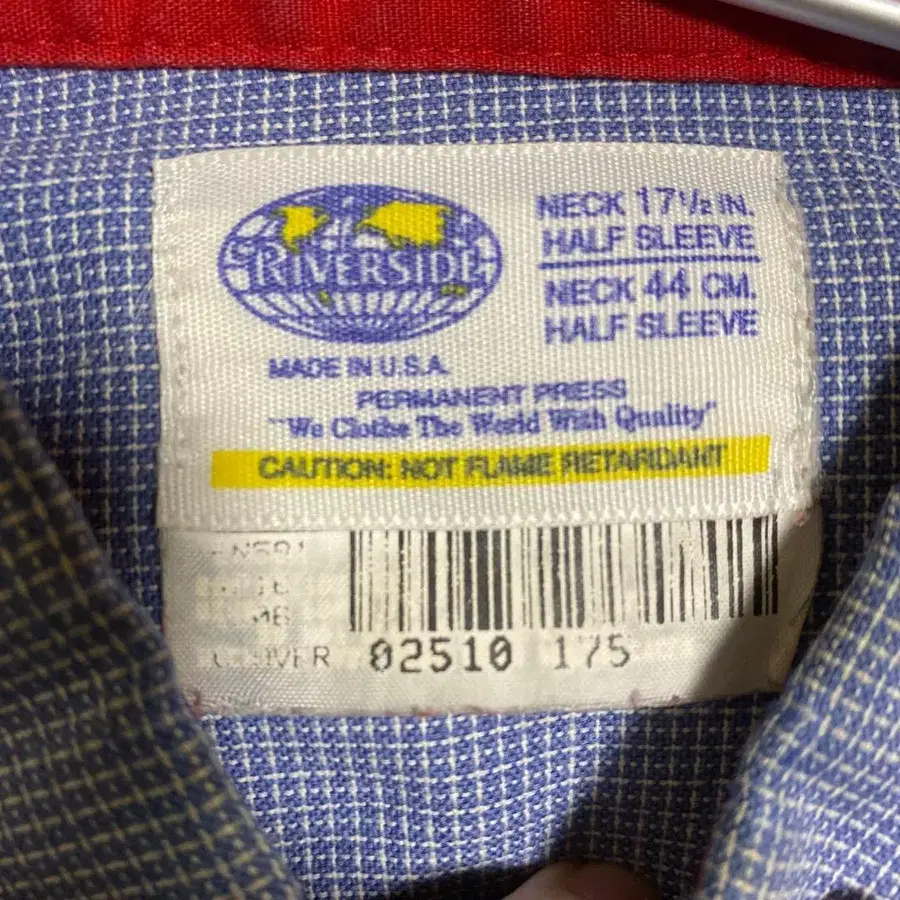 RIVERSIDE
NECK 17½ IN.
HALF SLEEVE
NECK 44 CM.
HALF SLEEVE
MADE IN U.S.A.
PERMANENT PRESS
"We Clothe The World With Quality"
CAUTION: NOT FLAME RETARDANT
02510 175